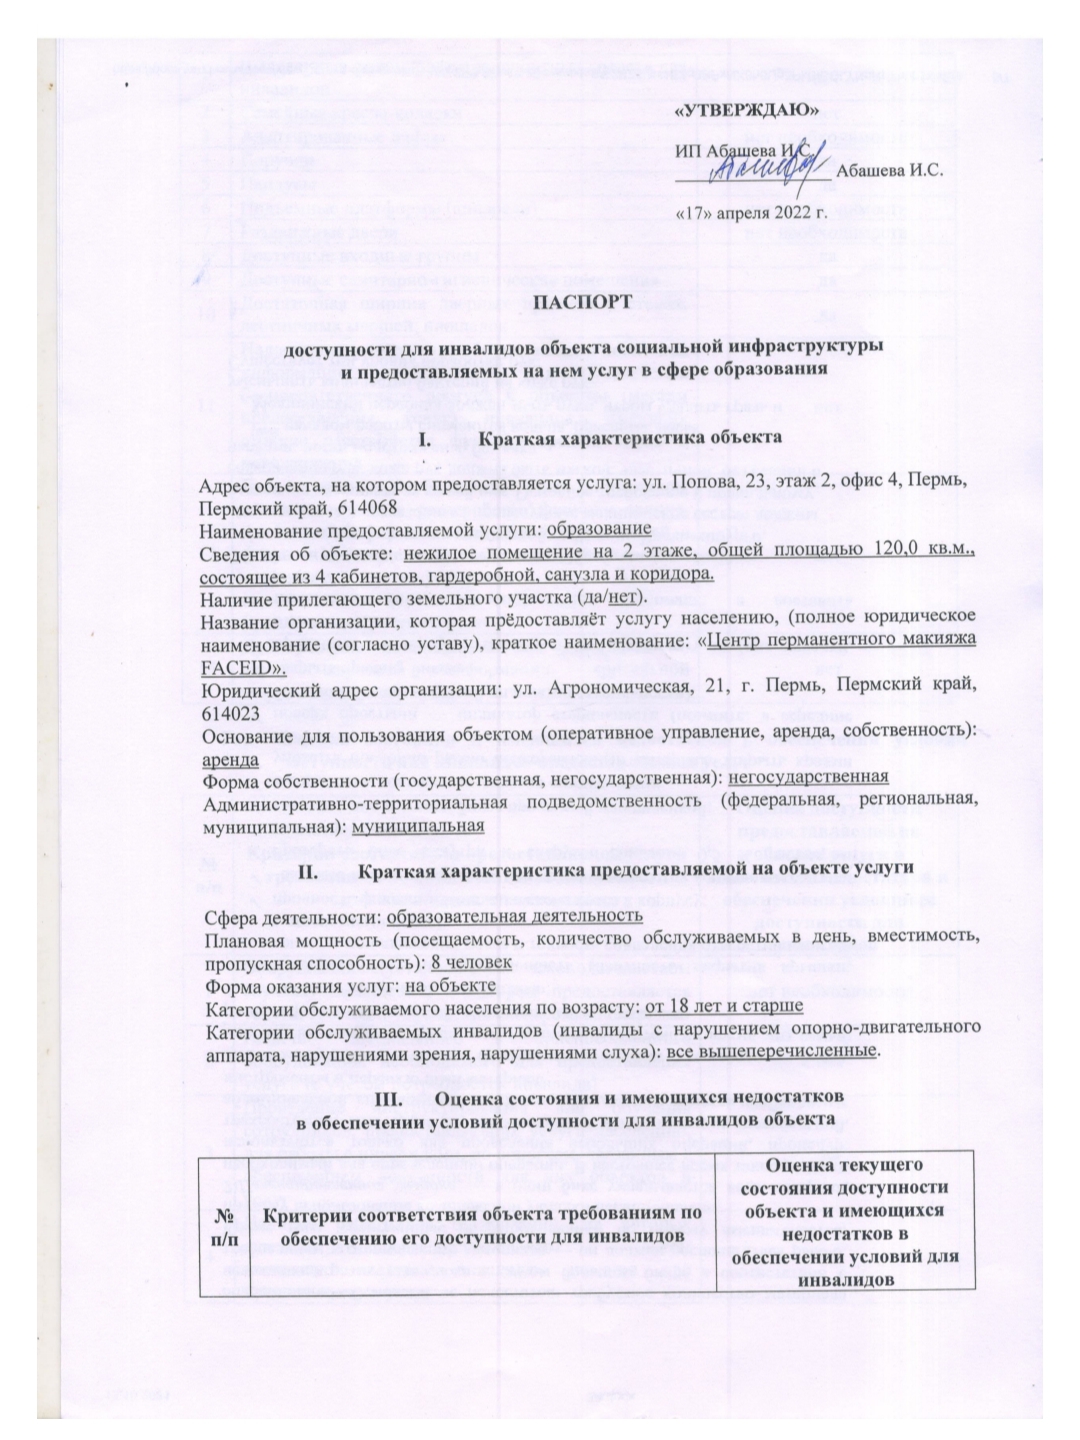 «УТВЕРЖДАЮ»
ИП Абашева И.С.
Абашева И.С.
«17» апреля 2022 г.
ПАСПОРТ
доступности для инвалидов объекта социальной инфраструктуры
и предоставляемых на нем услуг в сфере образования
I. Краткая характеристика объекта
Адрес объекта, на котором предоставляется услуга: ул. Попова, 23, этаж 2, офис 4, Пермь,
Пермский край, 614068
Наименование предоставляемой услуги: образование
Сведения об объекте: нежилое помещение на 2 этаже, общей площадью 120,0 кв.м.,
состоящее из 4 кабинетов, гардеробной, санузла и коридора.
Наличие прилегающего земельного участка (да/нет).
Название организации, которая предоставляет услугу населению, (полное юридическое
наименование (согласно уставу), краткое наименование: «Центр перманентного макияжа
FACEID».
Юридический адрес организации: ул. Агрономическая, 21, г. Пермь, Пермский край,
614023
Основание для пользования объектом (оперативное управление, аренда, собственность):
аренда
Форма собственности (государственная, негосударственная): негосударственная
Административно-территориальная подведомственность (федеральная, региональная,
муниципальная): муниципальная
II. Краткая характеристика предоставляемой на объекте услуги
Сфера деятельности: образовательная деятельность
Плановая мощность (посещаемость, количество обслуживаемых в день, вместимость,
пропускная способность): 8 человек
Форма оказания услуг: на объекте
Категории обслуживаемого населения по возрасту: от 18 лет и старше
Категории обслуживаемых инвалидов (инвалиды с нарушением опорно-двигательного
аппарата, нарушениями зрения, нарушениями слуха): все вышеперечисленные.
III. Оценка состояния и имеющихся недостатков
в обеспечении условий доступности для инвалидов объекта
№
п/п
Критерии соответствия объекта требованиям по
обеспечению его доступности для инвалидов
Оценка текущего
состояния доступности
объекта и имеющихся
недостатков в
обеспечении условий для
инвалидов